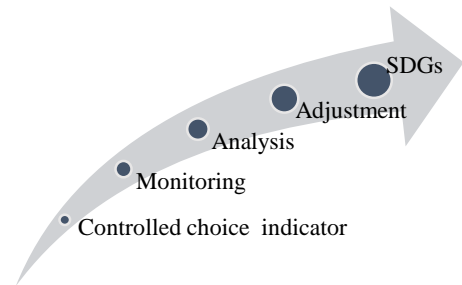 SDGs
Adjustment
Analysis
Monitoring
Controlled choice indicator